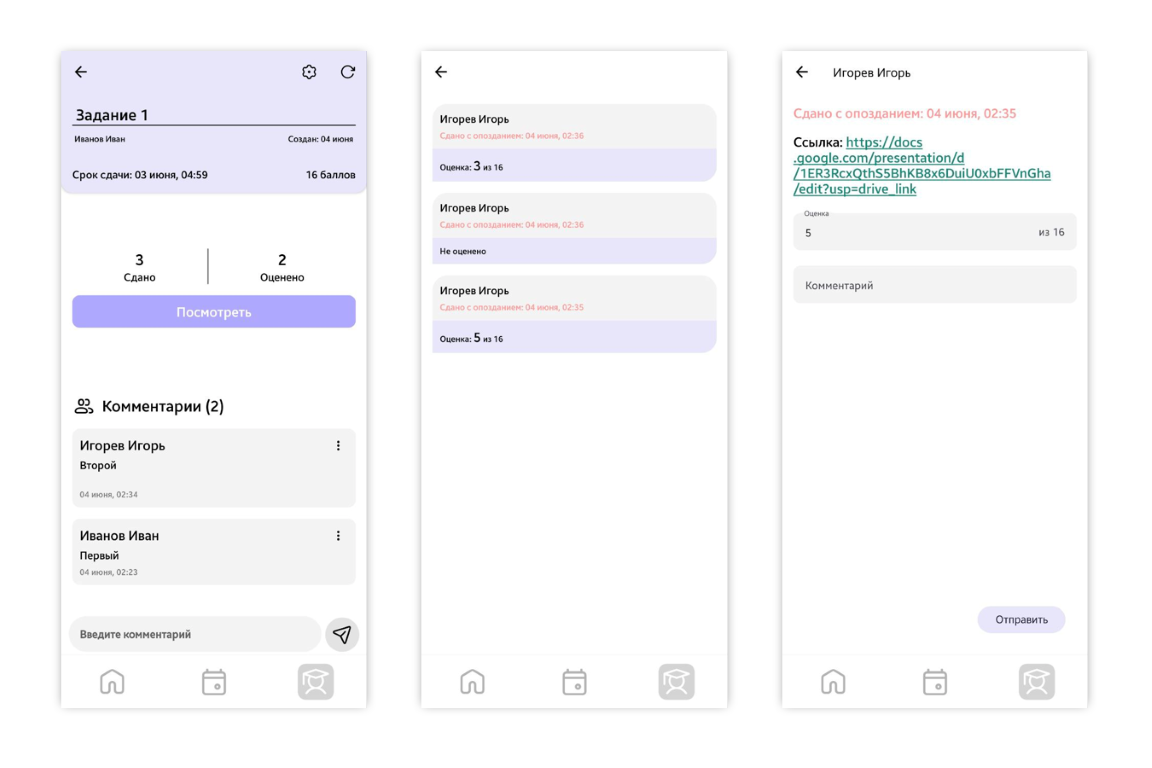 Задание 1
Иванов Иван
Создан: 04 июня
Срок сдачи: 03 июня, 04:59
16 баллов
3
Сдано
2
Оценено
Посмотреть
Комментарии (2)
Игорев Игорь
Второй
04 июня, 02:34
Иванов Иван
Первый
04 июня, 02:23
Введите комментарий
Игорев Игорь
Сдано с опозданием: 04 июня, 02:36
Оценка: 3 из 16
Игорев Игорь
Сдано с опозданием: 04 июня, 02:36
Не оценено
Игорев Игорь
Сдано с опозданием: 04 июня, 02:35
Оценка: 5 из 16
Игорев Игорь
Сдано с опозданием: 04 июня, 02:35
Ссылка: https://docs
.google.com/presentation/d
/1ER3RcxQthS5BhKB8x6DuiU0xbFFVnGha
/edit?usp=drive_link
Оценка
5
из 16
Комментарий
Отправить